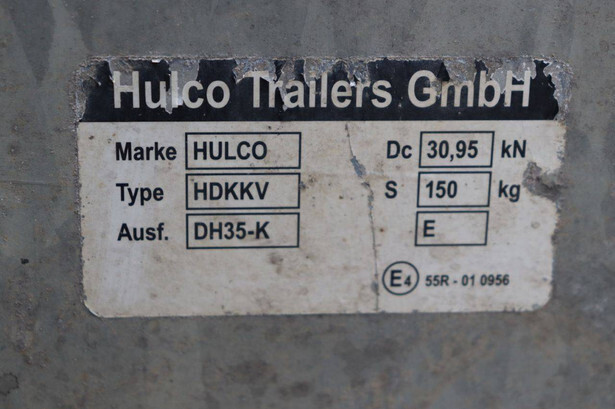 Hulco Trailers GmbH
Marke HULCO Dc 30,95 kN
Type HDKKV S 150 kg
Ausf. DH35-K E
E4 55R - 01 0956